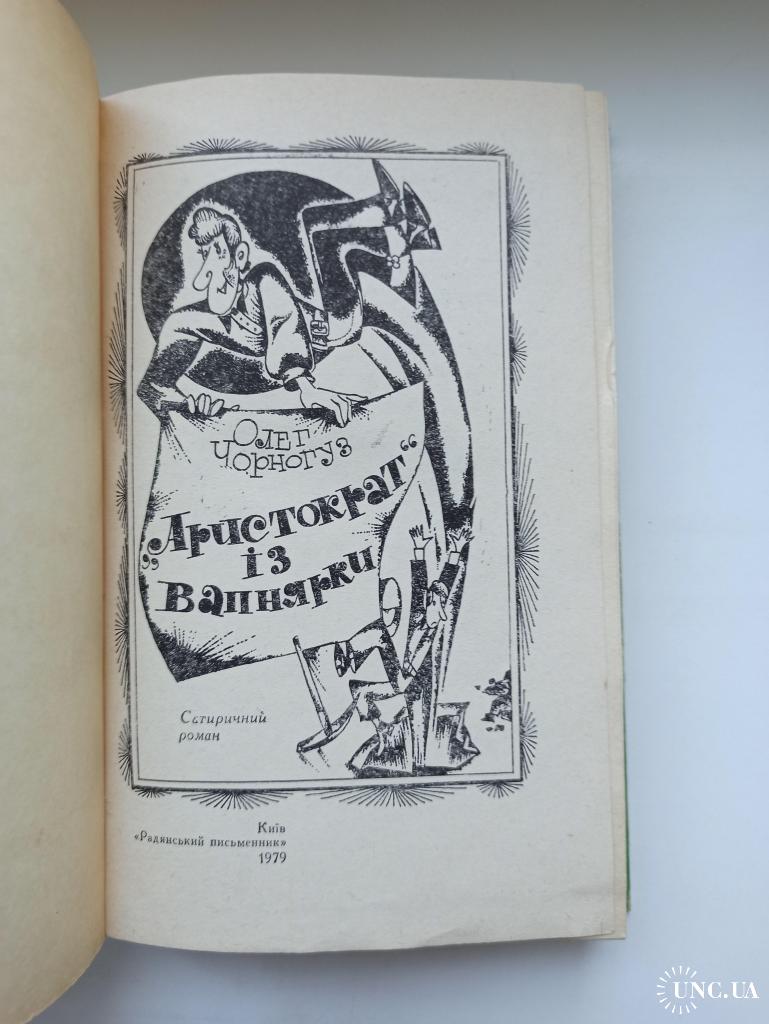 Олег
Чорногуз
„Аристократ“
із
Вапнярки
Сатиричний
роман
Київ
«Радянський письменник»
1979
UNC.UA